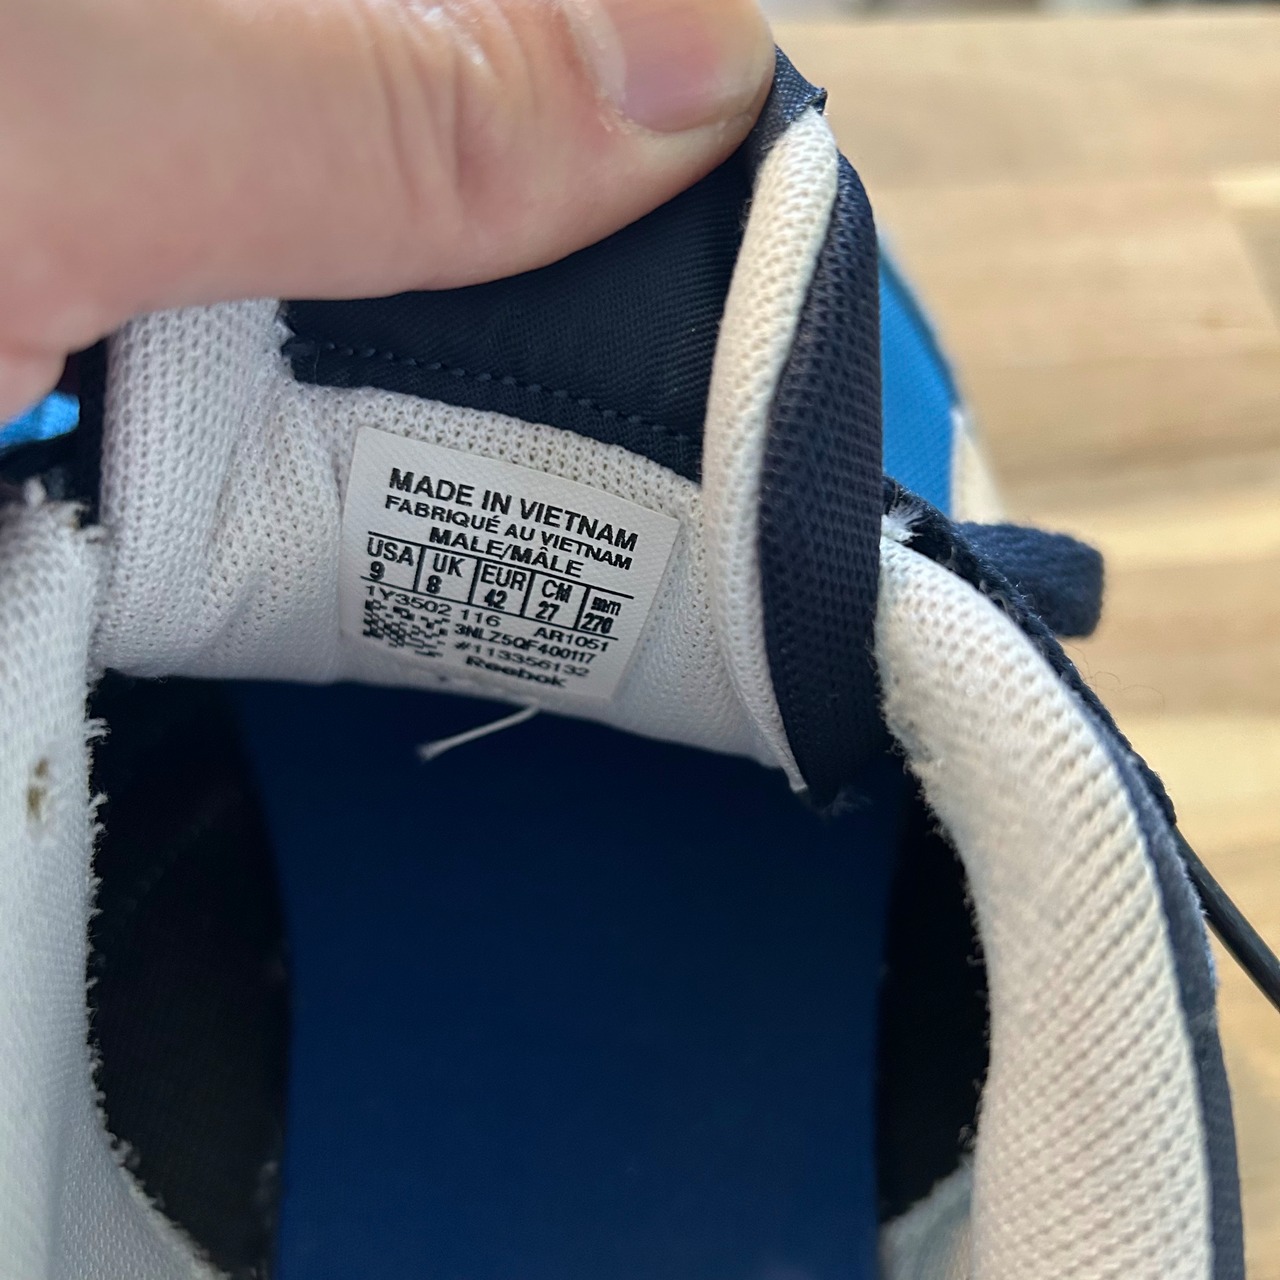 MADE IN VIETNAM
FABRIQUÉ AU VIETNAM
MALE/MÂLE
USA UK EUR CM mm
9 8 42 27 270
1Y3502 116 AR1051
3NLZ5QF400117
#113356132
Reebok